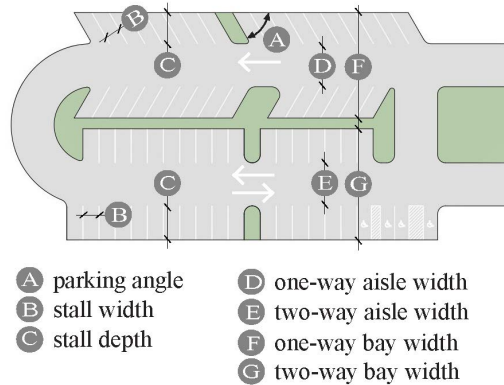 B
A
C
D
F
C
E
G
B
A parking angle
B stall width
C stall depth
D one-way aisle width
E two-way aisle width
F one-way bay width
G two-way bay width